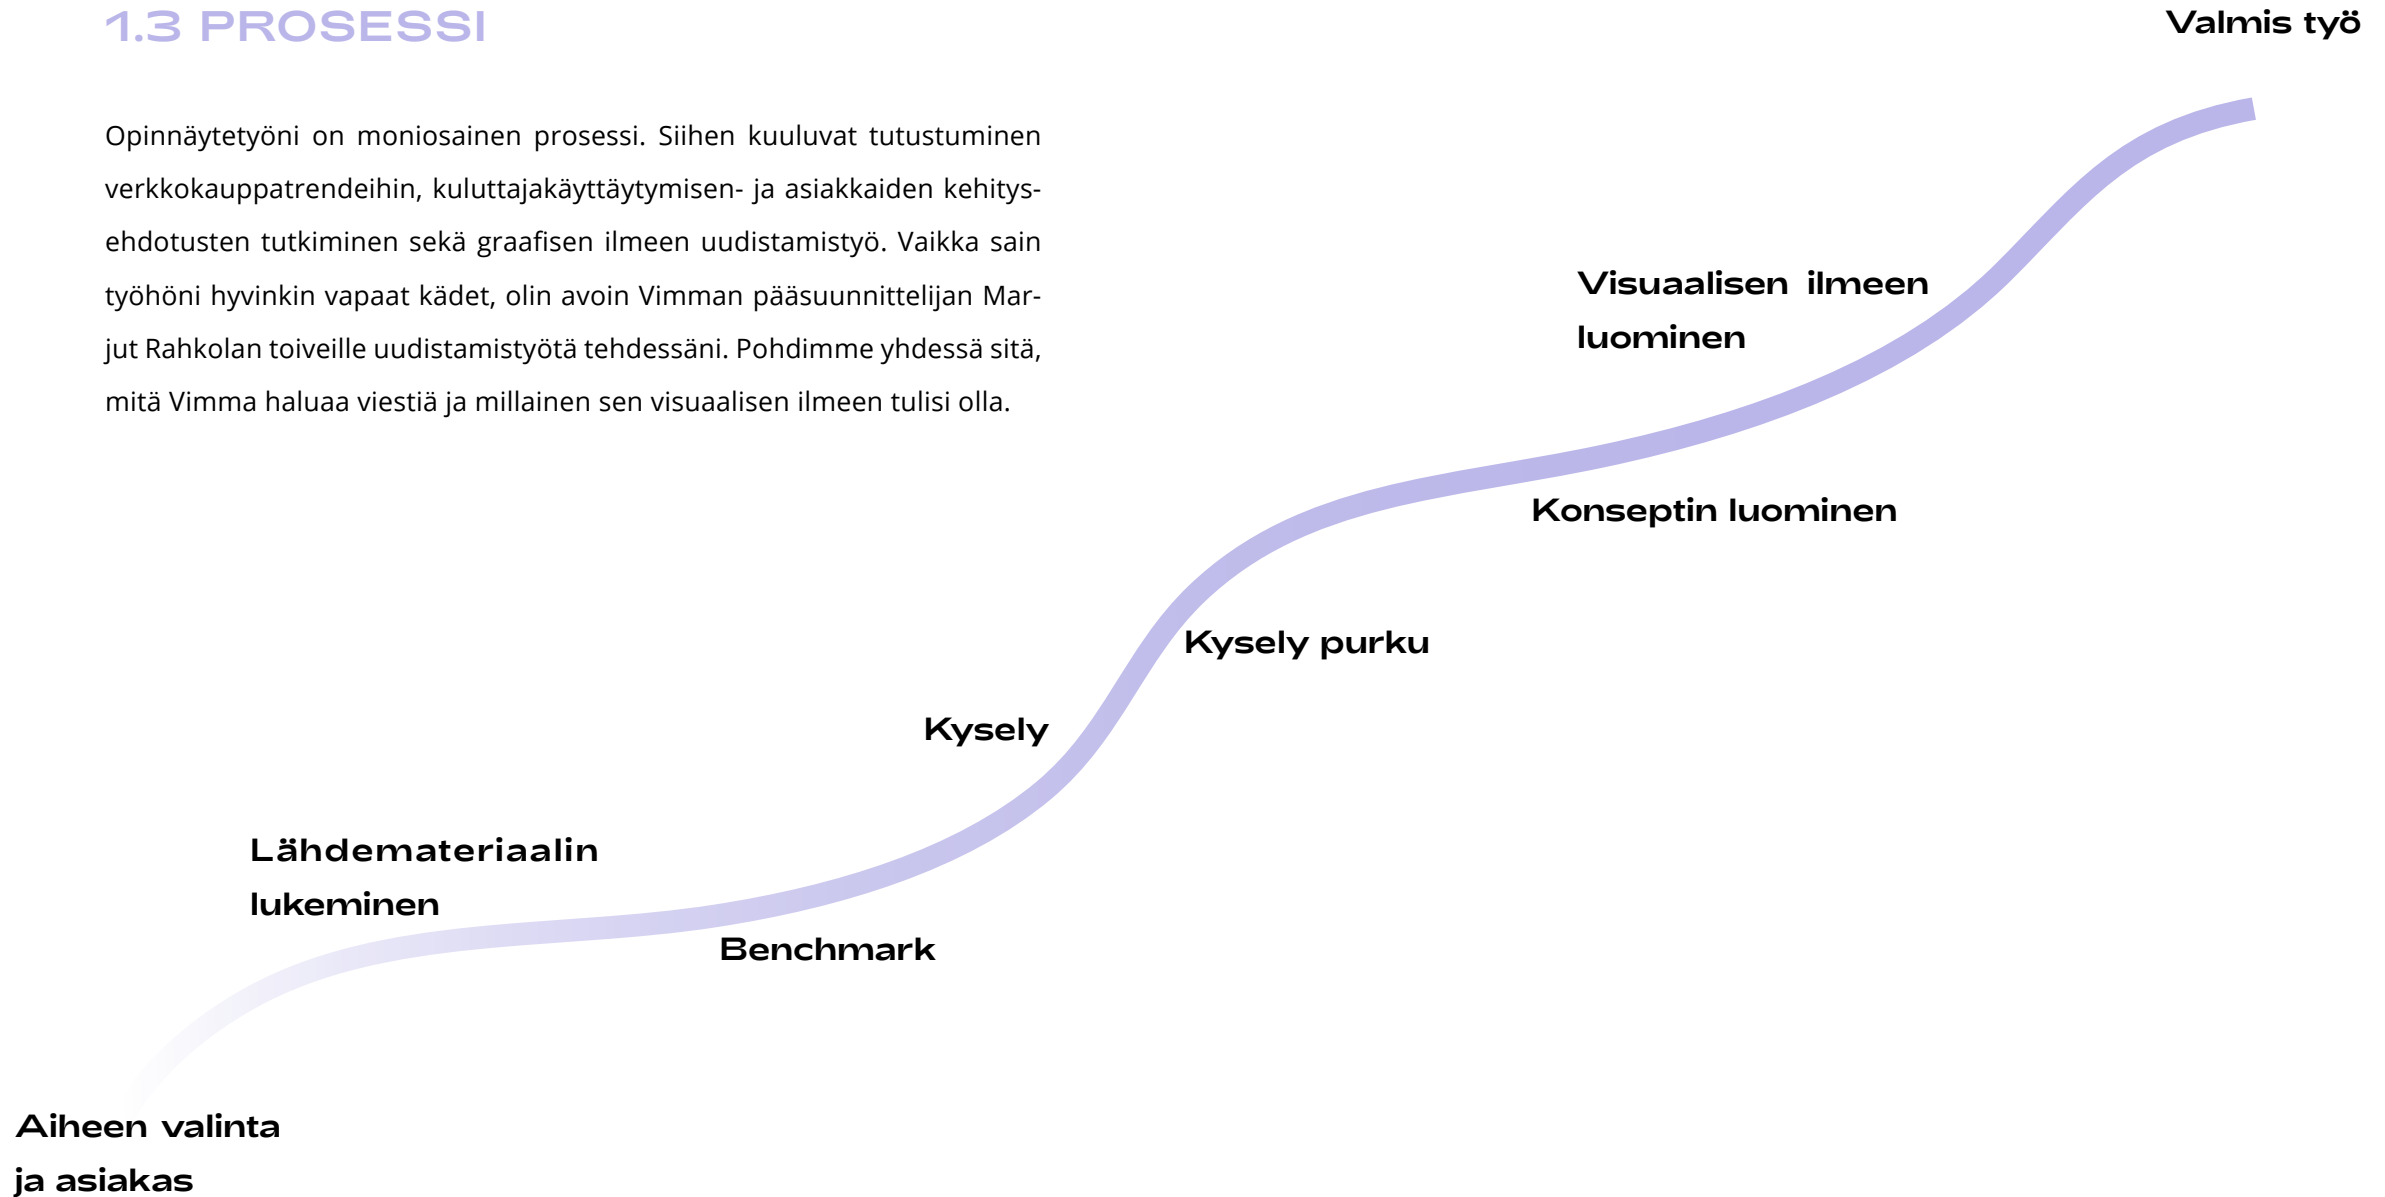 1.3 PROSESSI
Opinnäytetyöni on moniosainen prosessi. Siihen kuuluvat tutustuminen
verkkokauppatrendeihin, kuluttajakäyttäytymisen- ja asiakkaiden kehitys-
ehdotusten tutkiminen sekä graafisen ilmeen uudistamistyö. Vaikka sain
työhöni hyvinkin vapaat kädet, olin avoin Vimman pääsuunnittelijan Mar-
jut Rahkolan toiveille uudistamistyötä tehdessäni. Pohdimme yhdessä sitä,
mitä Vimma haluaa viestiä ja millainen sen visuaalisen ilmeen tulisi olla.
Valmis työ
Visuaalisen ilmeen
luominen
Konseptin luominen
Kysely purku
Kysely
Lähdemateriaalin
lukeminen
Benchmark
Aiheen valinta
ja asiakas